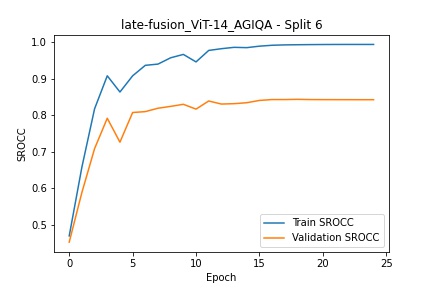 late-fusion_ViT-14_AGIQA - Split 6
1.0
0.9
0.8
0.7
0.6
0.5
SROCC
0
5
10
15
20
25
Epoch
Train SROCC
Validation SROCC